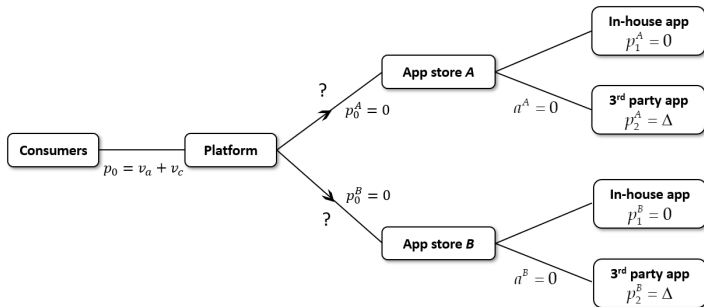 In-house app
p₁ᴬ = 0
App store A
?
p₀ᴬ = 0
aᴬ = 0
3ʳᵈ party app
p₂ᴬ = Δ
Consumers
Platform
p₀ = vₐ + v_c
In-house app
p₁ᴮ = 0
p₀ᴮ = 0
?
App store B
aᴮ = 0
3ʳᵈ party app
p₂ᴮ = Δ